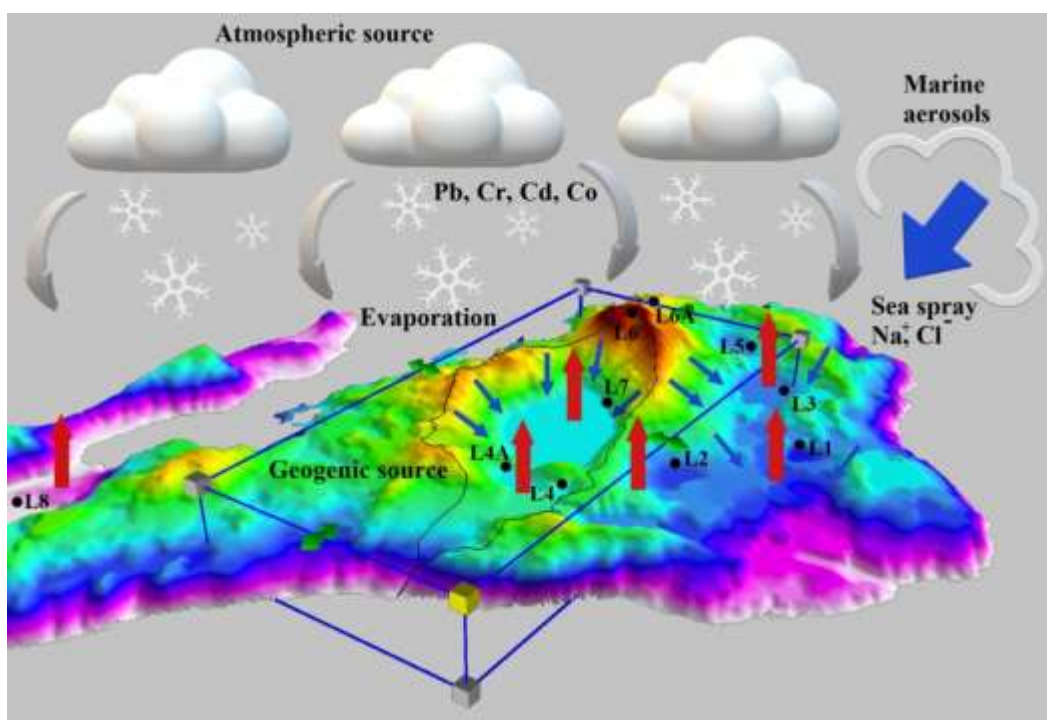 Atmospheric source
Marine
aerosols
Pb, Cr, Cd, Co
Evaporation
Sea spray
Na⁺, Cl⁻
L6A
L6
L5
L7
L3
L4A
Geogenic source
L2
L1
L4
L8